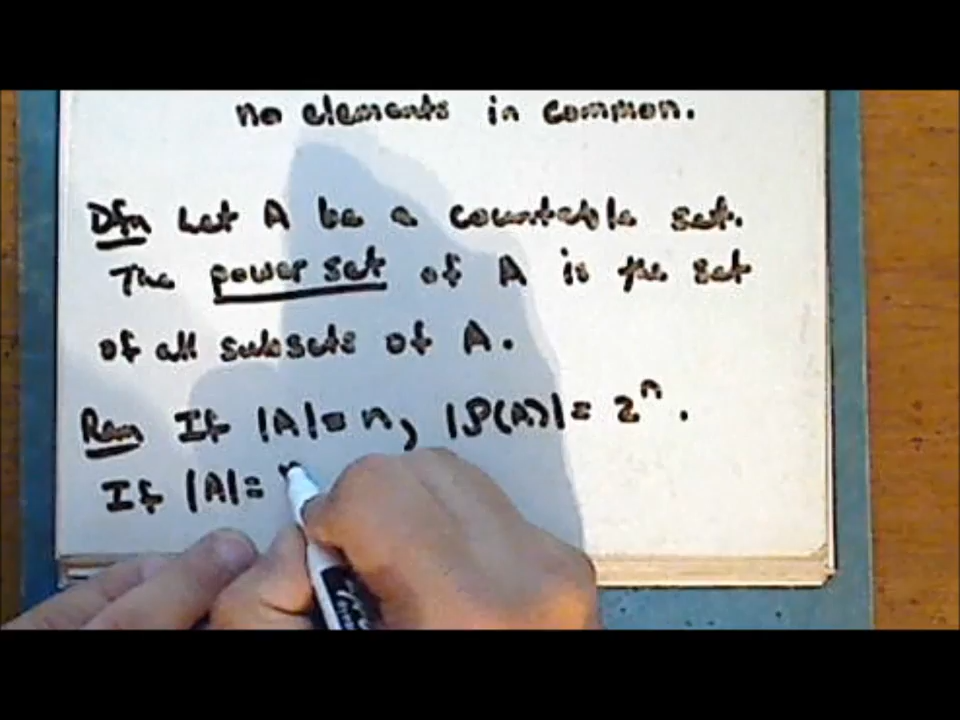 no elements in common.
Dfn Let A be a countable set.
The power set of A is the set
of all subsets of A.
Rem If |A| = n, |P(A)| = 2ⁿ.
If |A| =